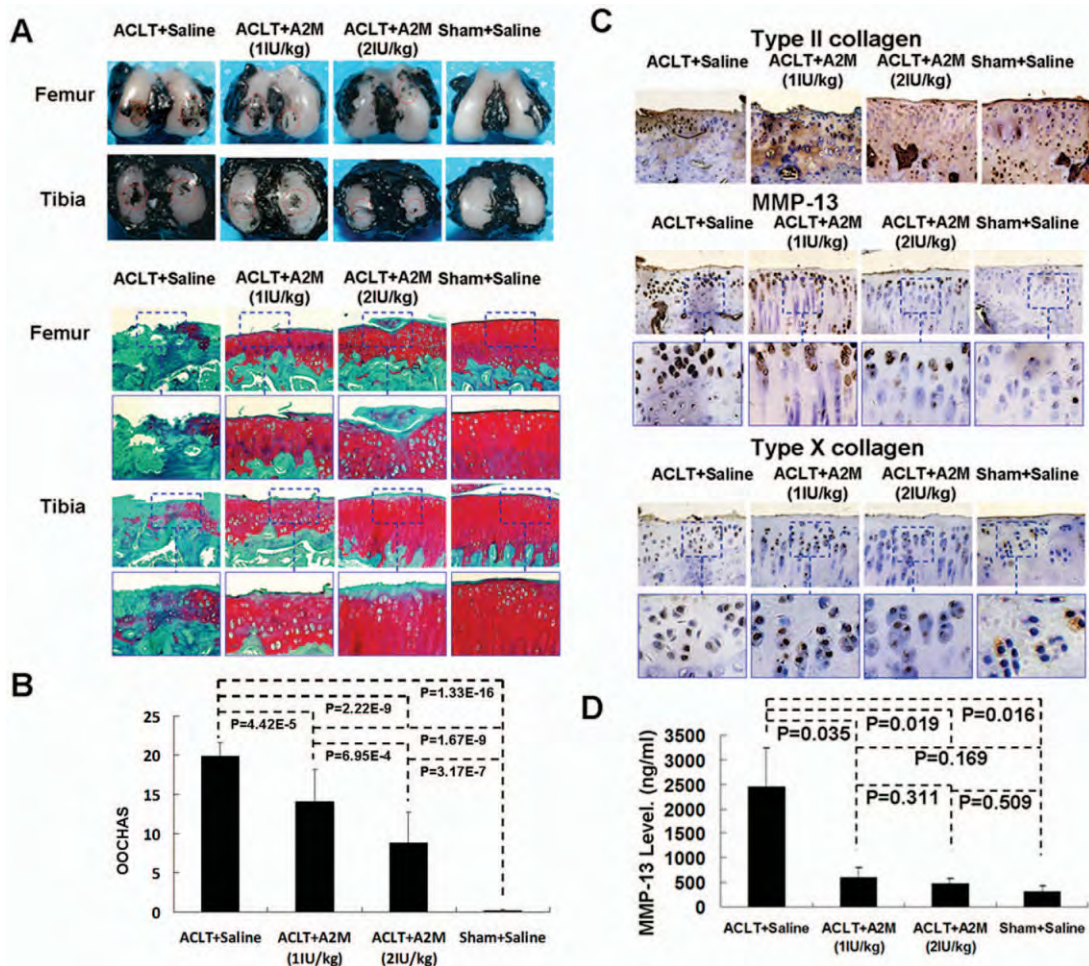 A
ACLT+Saline ACLT+A2M (1IU/kg) ACLT+A2M (2IU/kg) Sham+Saline
Femur
Tibia
ACLT+Saline ACLT+A2M (1IU/kg) ACLT+A2M (2IU/kg) Sham+Saline
Femur
Tibia
B
P=1.33E-16
P=2.22E-9
P=4.42E-5
P=1.67E-9
P=6.95E-4
P=3.17E-7
OOCHAS
25
20
15
10
5
0
ACLT+Saline ACLT+A2M (1IU/kg) ACLT+A2M (2IU/kg) Sham+Saline
C
Type II collagen
ACLT+Saline ACLT+A2M (1IU/kg) ACLT+A2M (2IU/kg) Sham+Saline
MMP-13
ACLT+Saline ACLT+A2M (1IU/kg) ACLT+A2M (2IU/kg) Sham+Saline
Type X collagen
ACLT+Saline ACLT+A2M (1IU/kg) ACLT+A2M (2IU/kg) Sham+Saline
D
P=0.016
P=0.019
P=0.035
P=0.169
P=0.311
P=0.509
MMP-13 Level. (ng/ml)
3500
3000
2500
2000
1500
1000
500
0
ACLT+Saline ACLT+A2M (1IU/kg) ACLT+A2M (2IU/kg) Sham+Saline